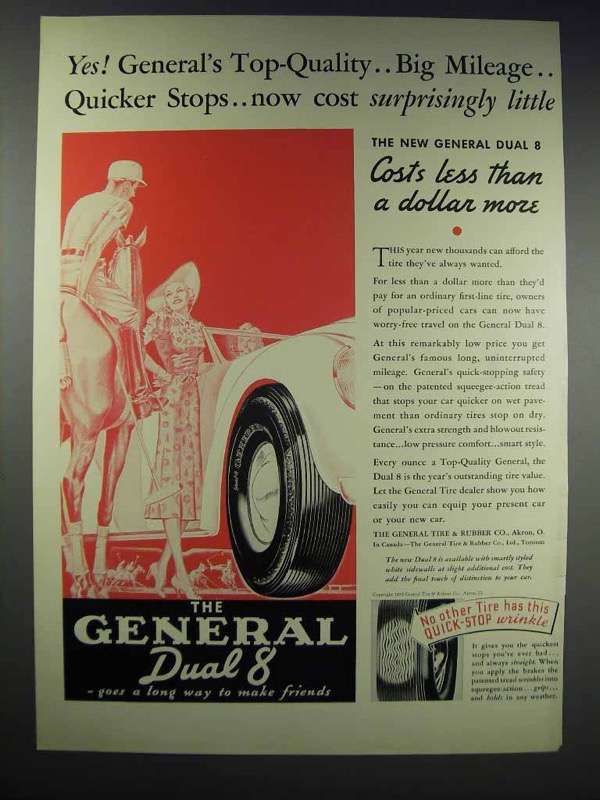 Yes! General's Top-Quality..Big Mileage..
Quicker Stops..now cost surprisingly little
THE NEW GENERAL DUAL 8
Costs less than
a dollar more
THIS year new thousands can afford the
tire they've always wanted.
For less than a dollar more than they'd
pay for an ordinary first-line tire, owners
of popular-priced cars can now have
worry-free travel on the General Dual 8.
At this remarkably low price you get
General's famous long, uninterrupted
mileage. General's quick-stopping safety
—on the patented squeegee-action tread
that stops your car quicker on wet pave-
ment than ordinary tires stop on dry.
General's extra strength and blowout resis-
tance...low pressure comfort...smart style.
Every ounce a Top-Quality General, the
Dual 8 is the year's outstanding tire value.
Let the General Tire dealer show you how
easily you can equip your present car
or your new car.
THE GENERAL TIRE & RUBBER CO., Akron, O.
In Canada—The General Tire & Rubber Co., Ltd., Toronto
The new Dual 8 is available with smartly styled
white sidewalls at slight additional cost. They
add the final touch of distinction to your car.
Copyright General Tire & Rubber Co., Akron, O.
No other Tire has this
QUICK-STOP wrinkle
It gives you the quickest
stops you've ever had...
and always straight. When
you apply the brakes the
patented tread wrinkles into
squeegee-action...grips...
and holds in any weather.
GENERAL
THE
GENERAL
Dual 8
- goes a long way to make friends